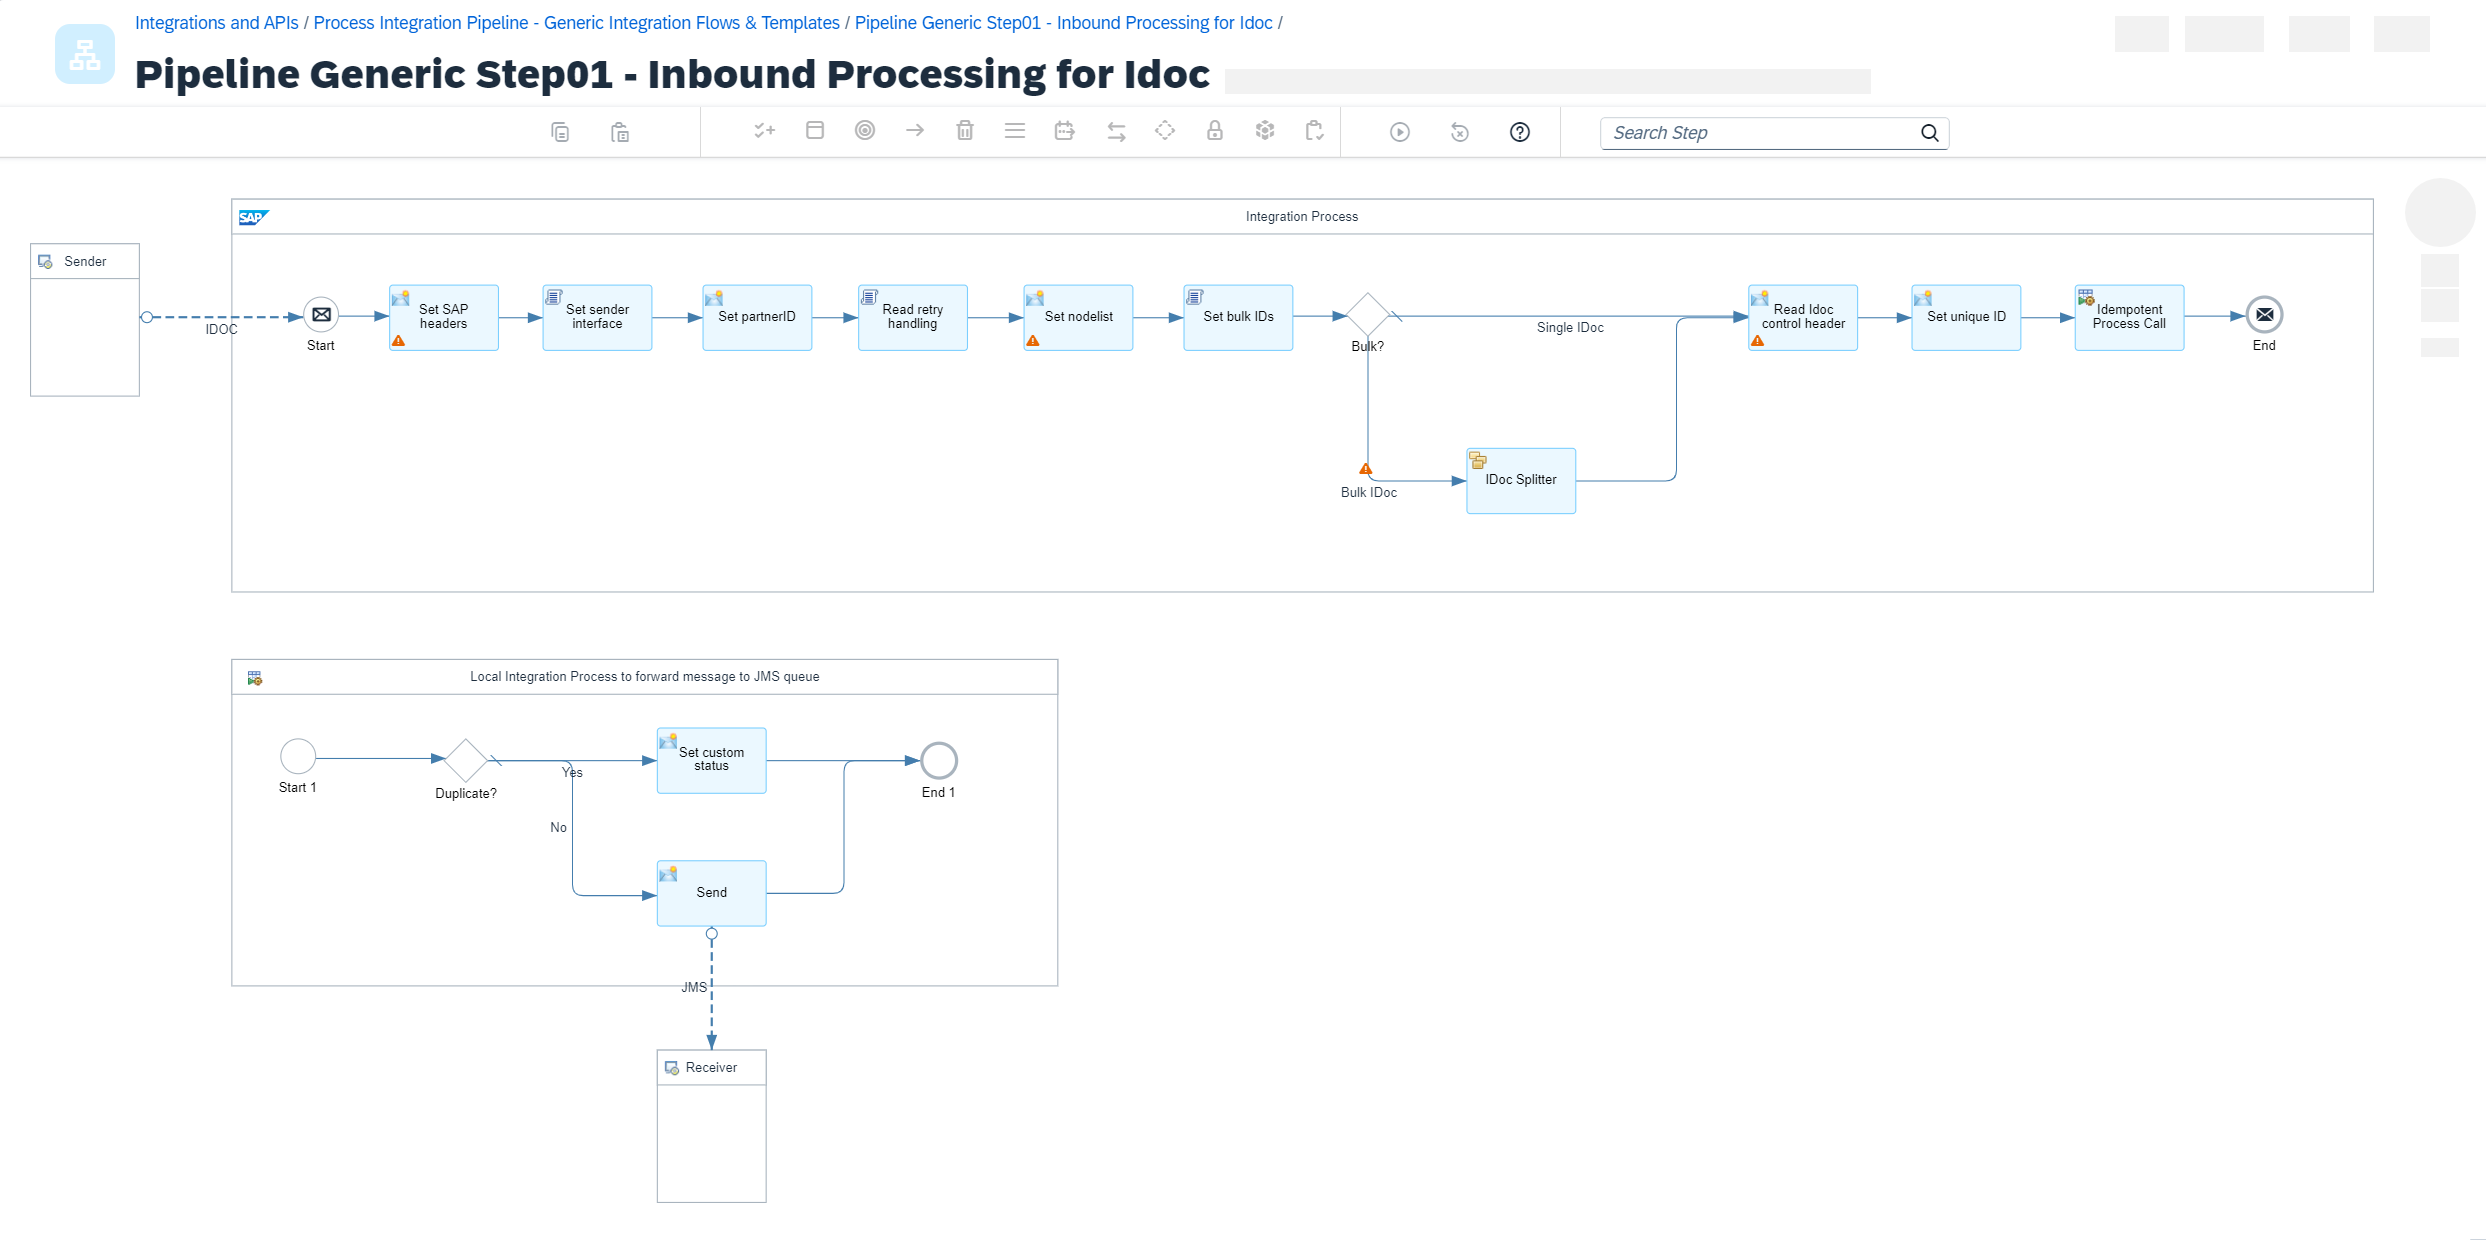 Integrations and APIs / Process Integration Pipeline - Generic Integration Flows & Templates / Pipeline Generic Step01 - Inbound Processing for Idoc /
Pipeline Generic Step01 - Inbound Processing for Idoc
Search Step
SAP
Integration Process
Sender
IDOC
Start
Set SAP
headers
Set sender
interface
Set partnerID
Read retry
handling
Set nodelist
Set bulk IDs
Bulk?
Single IDoc
Read Idoc
control header
Set unique ID
Idempotent
Process Call
End
Bulk IDoc
IDoc Splitter
Local Integration Process to forward message to JMS queue
Start 1
Duplicate?
Yes
Set custom
status
End 1
No
Send
JMS
Receiver